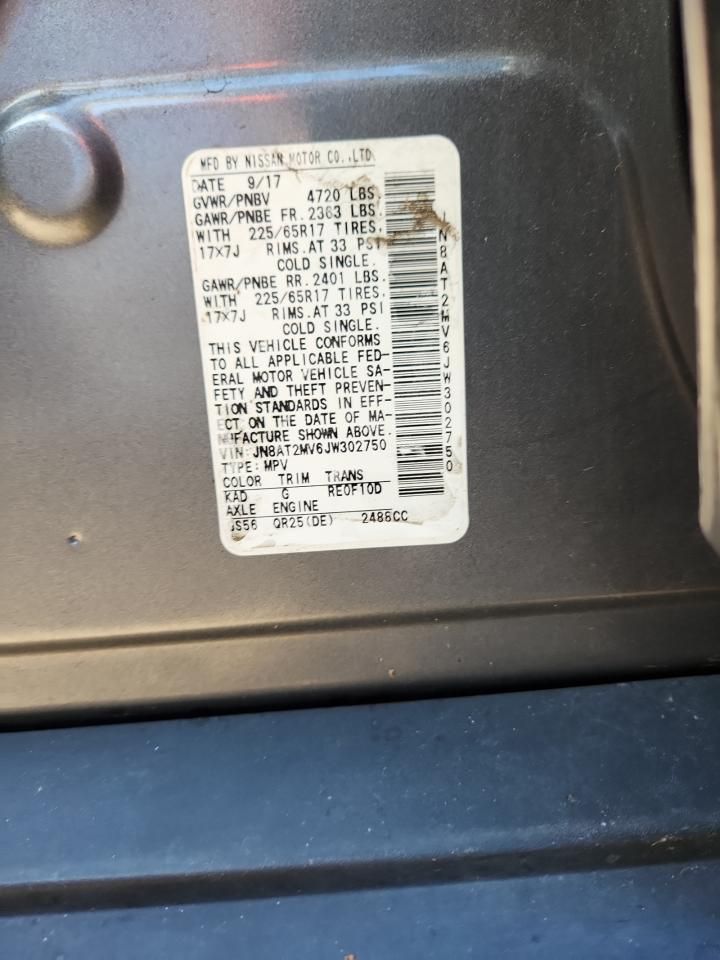 MFD BY NISSAN MOTOR CO.,LTD.
DATE 9/17
GVWR/PNBV 4720 LBS.
GAWR/PNBE FR. 2363 LBS.
WITH 225/65R17 TIRES.
17X7J RIMS.AT 33 PSI
COLD SINGLE.
GAWR/PNBE RR. 2401 LBS.
WITH 225/65R17 TIRES.
17X7J RIMS.AT 33 PSI
COLD SINGLE.
THIS VEHICLE CONFORMS
TO ALL APPLICABLE FED-
ERAL MOTOR VEHICLE SA-
FETY AND THEFT PREVEN-
TION STANDARDS IN EFF-
ECT ON THE DATE OF MA-
NUFACTURE SHOWN ABOVE.
VIN: JN8AT2MV6JW302750
TYPE: MPV
COLOR TRIM TRANS
KAD G RE0F10D
AXLE ENGINE
JS56 QR25(DE) 2488CC
N8AT2MV6JW302750